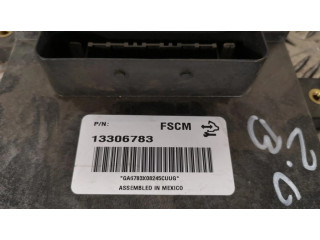 P/N: FSCM
13306783
"GA6783X08245CUUG"
ASSEMBLED IN MEXICO
2.0